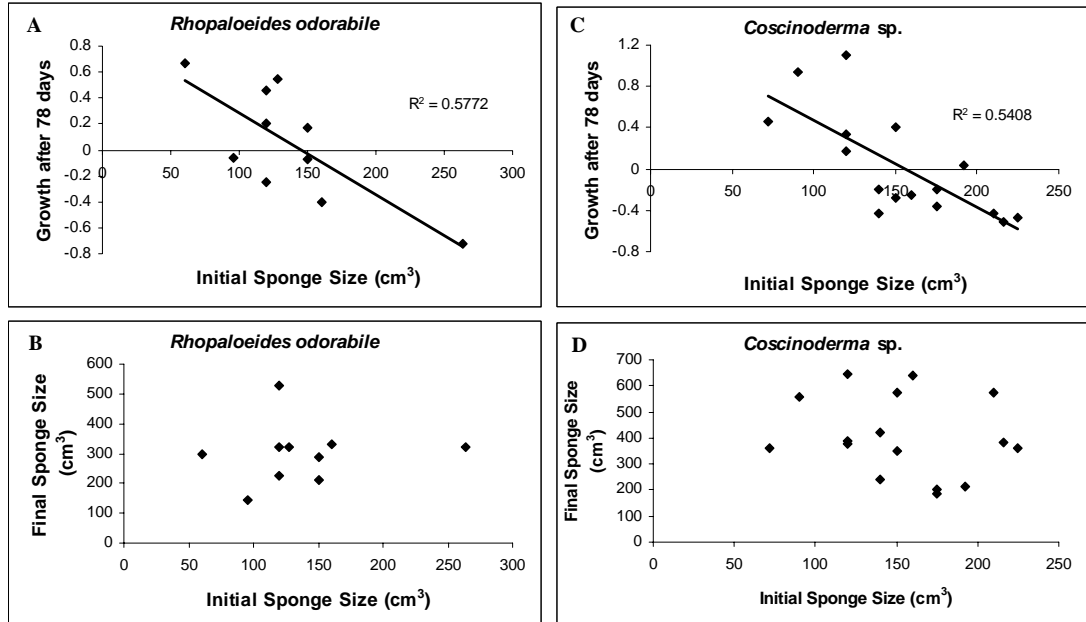 A
Rhopaloeides odorabile
Growth after 78 days
0.8
0.6
0.4
0.2
0
-0.2
-0.4
-0.6
-0.8
0
50
100
150
200
250
300
R² = 0.5772
Initial Sponge Size (cm³)
C
Coscinoderma sp.
Growth after 78 days
1.2
0.8
0.4
0
-0.4
-0.8
0
50
100
150
200
250
R² = 0.5408
Initial Sponge Size (cm³)
B
Rhopaloeides odorabile
Final Sponge Size
(cm³)
600
500
400
300
200
100
0
0
50
100
150
200
250
300
Initial Sponge Size (cm³)
D
Coscinoderma sp.
Final Sponge Size
(cm³)
700
600
500
400
300
200
100
0
0
50
100
150
200
250
Initial Sponge Size (cm³)